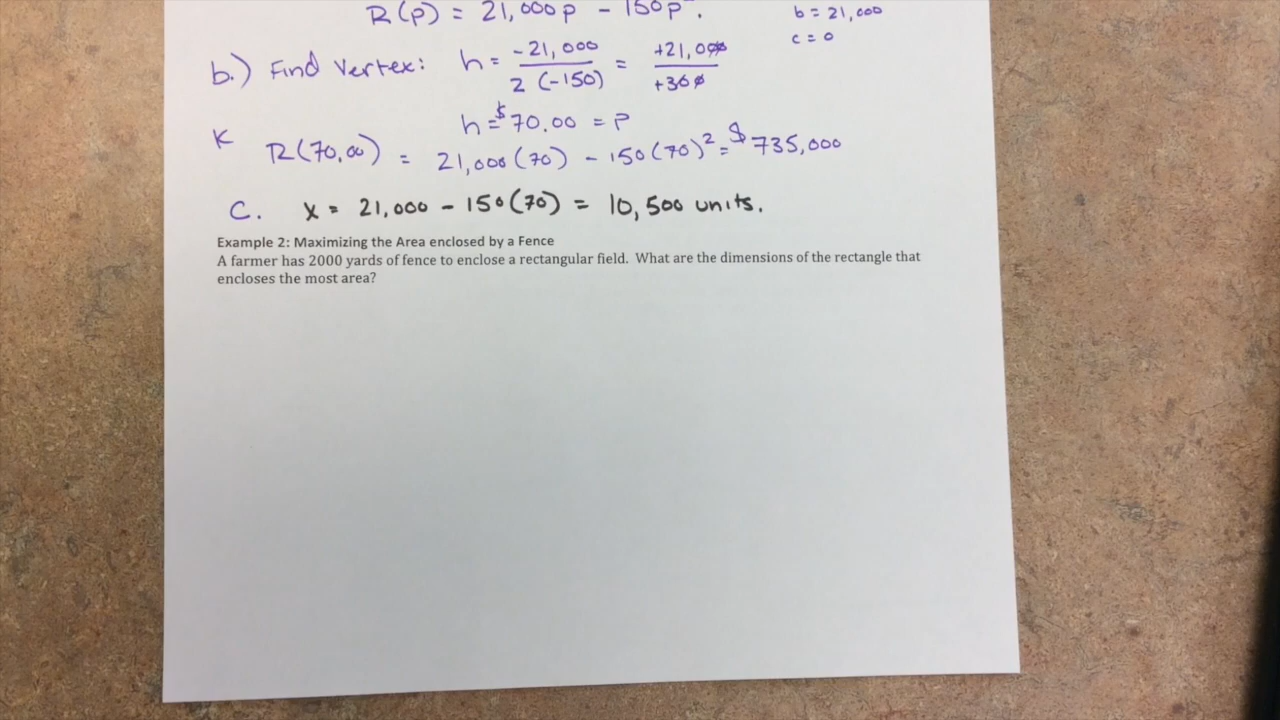 R(p) = 21,000p - 150p².
b = 21,000
c = 0
b.) Find Vertex: h = -21,000 / 2 (-150) = +21,000 / +300
h = $70.00 = P
K R(70.00) = 21,000(70) - 150(70)² = $735,000
C. x = 21,000 - 150(70) = 10,500 units.
Example 2: Maximizing the Area enclosed by a Fence
A farmer has 2000 yards of fence to enclose a rectangular field. What are the dimensions of the rectangle that
encloses the most area?